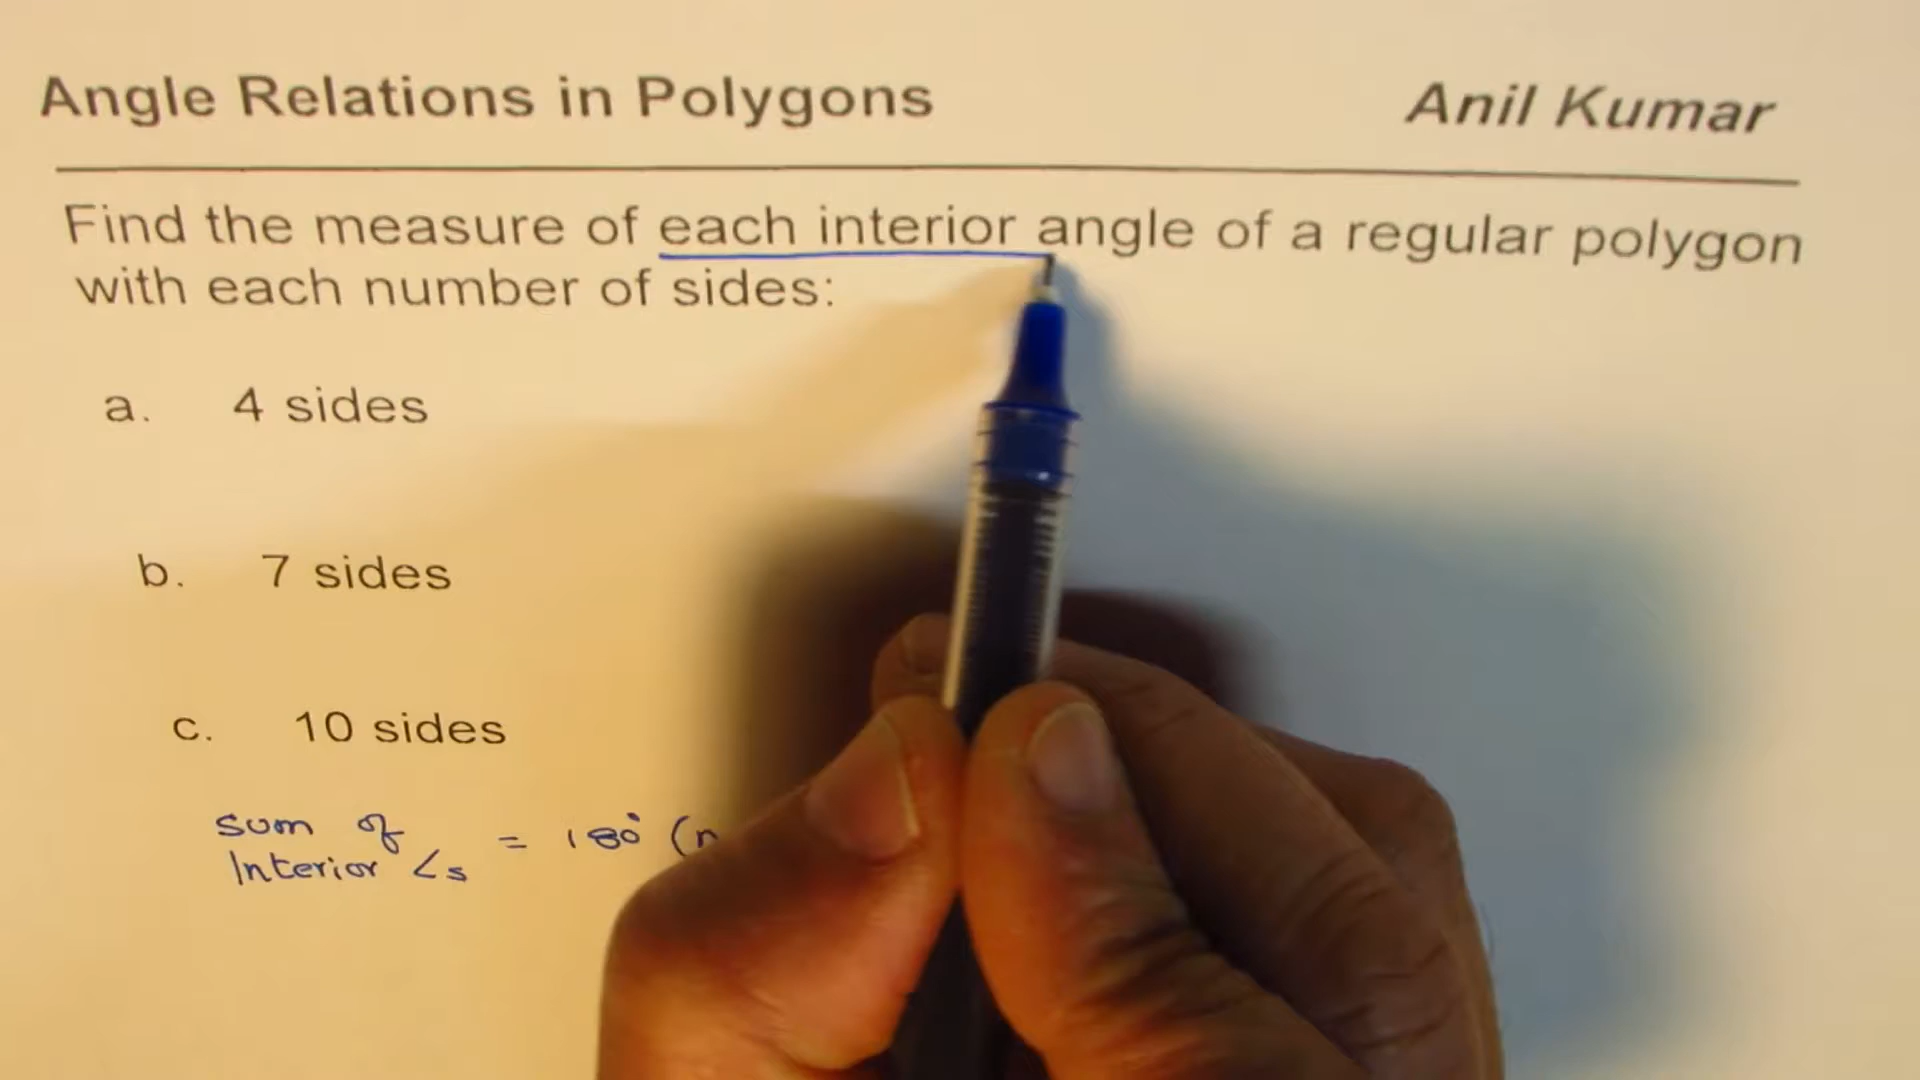 Angle Relations in Polygons
Anil Kumar
Find the measure of each interior angle of a regular polygon
with each number of sides:
a. 4 sides
b. 7 sides
c. 10 sides
Sum of
Interior ∠s = 180° (n